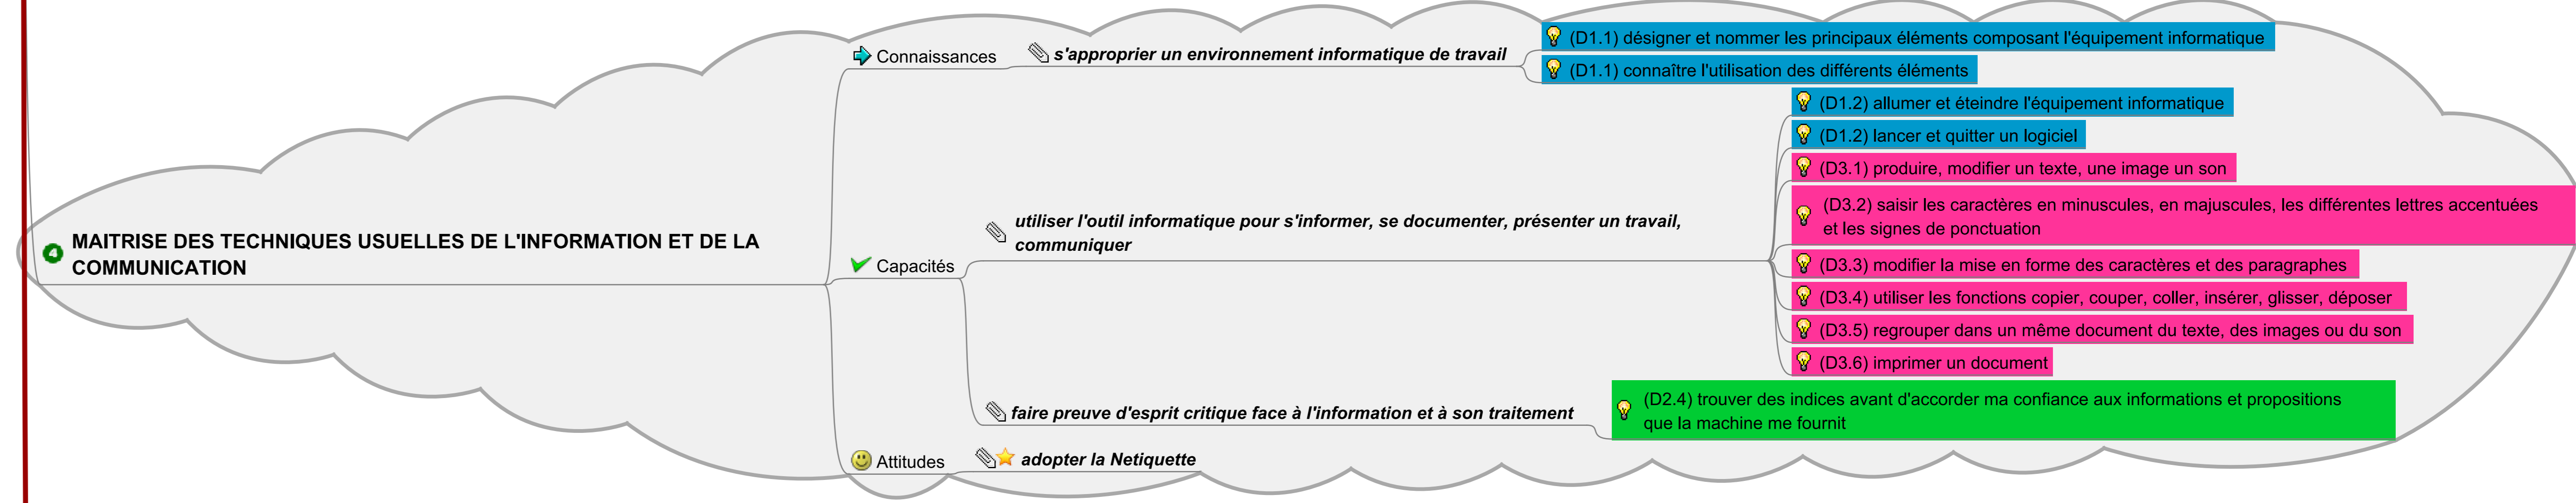 4
MAITRISE DES TECHNIQUES USUELLES DE L'INFORMATION ET DE LA
COMMUNICATION
Connaissances
s'approprier un environnement informatique de travail
(D1.1) désigner et nommer les principaux éléments composant l'équipement informatique
(D1.1) connaître l'utilisation des différents éléments
Capacités
utiliser l'outil informatique pour s'informer, se documenter, présenter un travail,
communiquer
(D1.2) allumer et éteindre l'équipement informatique
(D1.2) lancer et quitter un logiciel
(D3.1) produire, modifier un texte, une image un son
(D3.2) saisir les caractères en minuscules, en majuscules, les différentes lettres accentuées
et les signes de ponctuation
(D3.3) modifier la mise en forme des caractères et des paragraphes
(D3.4) utiliser les fonctions copier, couper, coller, insérer, glisser, déposer
(D3.5) regrouper dans un même document du texte, des images ou du son
(D3.6) imprimer un document
faire preuve d'esprit critique face à l'information et à son traitement
(D2.4) trouver des indices avant d'accorder ma confiance aux informations et propositions
que la machine me fournit
Attitudes
adopter la Netiquette